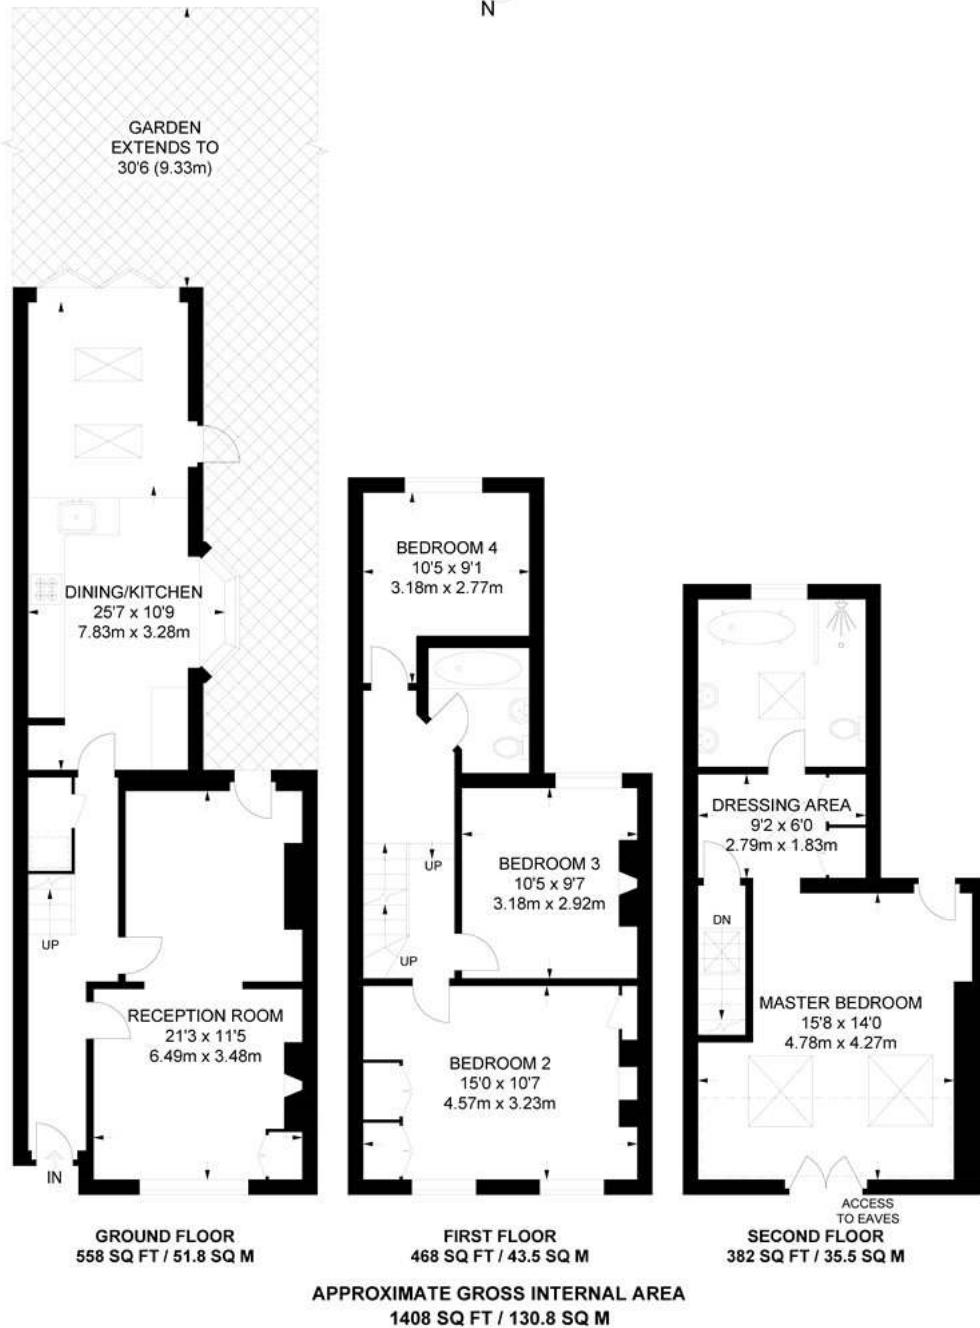 N
GARDEN
EXTENDS TO
30'6 (9.33m)
DINING/KITCHEN
25'7 x 10'9
7.83m x 3.28m
UP
RECEPTION ROOM
21'3 x 11'5
6.49m x 3.48m
IN
GROUND FLOOR
558 SQ FT / 51.8 SQ M
BEDROOM 4
10'5 x 9'1
3.18m x 2.77m
UP
BEDROOM 3
10'5 x 9'7
3.18m x 2.92m
UP
BEDROOM 2
15'0 x 10'7
4.57m x 3.23m
FIRST FLOOR
468 SQ FT / 43.5 SQ M
DRESSING AREA
9'2 x 6'0
2.79m x 1.83m
DN
MASTER BEDROOM
15'8 x 14'0
4.78m x 4.27m
ACCESS
TO EAVES
SECOND FLOOR
382 SQ FT / 35.5 SQ M
APPROXIMATE GROSS INTERNAL AREA
1408 SQ FT / 130.8 SQ M